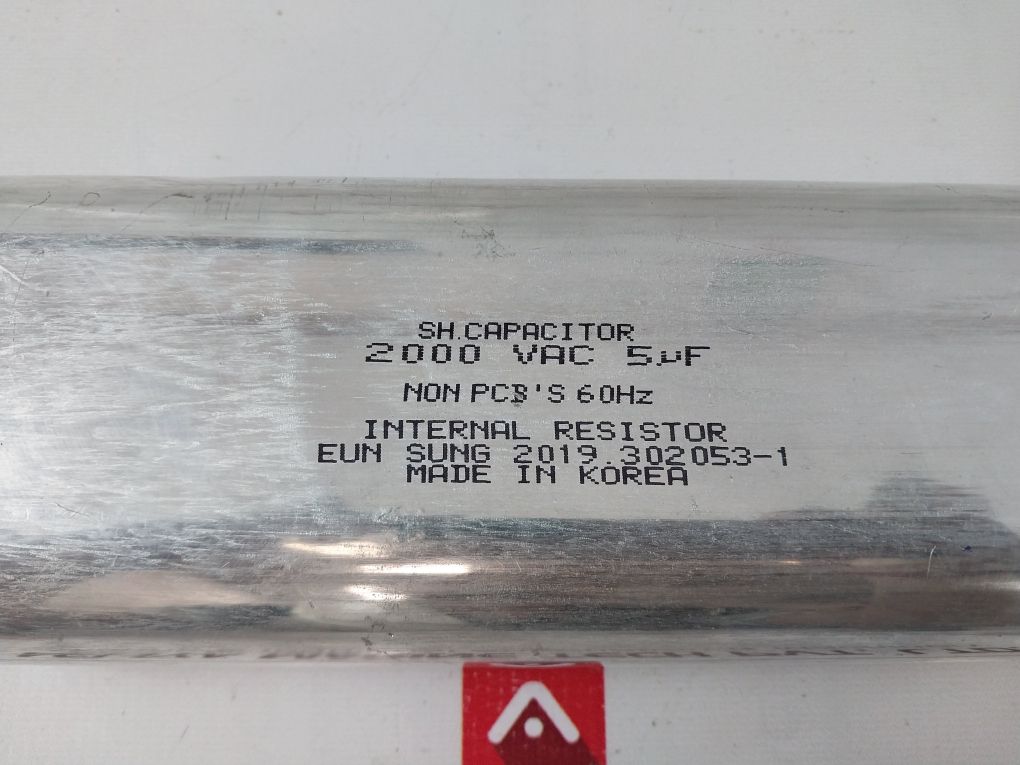 SH.CAPACITOR
2000 VAC 5µF
NON PCB'S 60Hz
INTERNAL RESISTOR
EUN SUNG 2019.302053-1
MADE IN KOREA